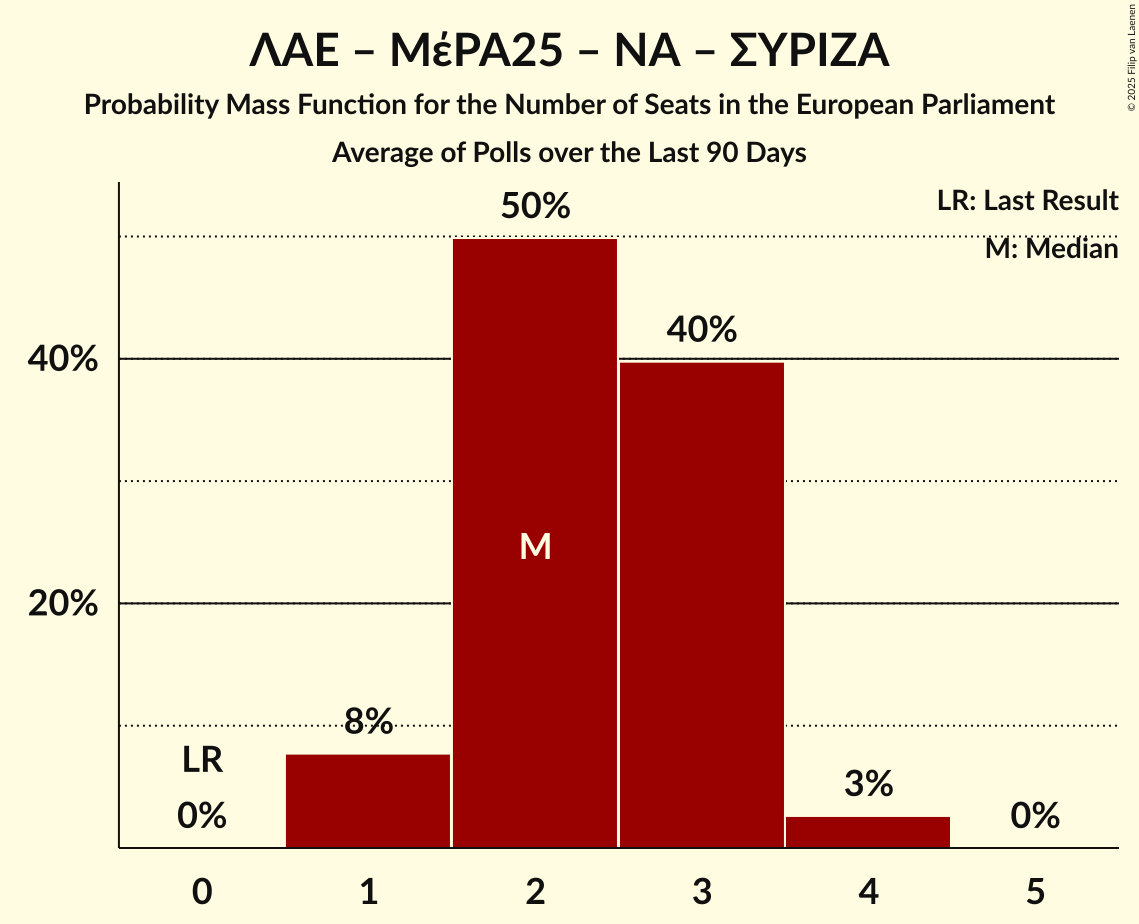 ΛΑΕ – ΜέΡΑ25 – ΝΑ – ΣΥΡΙΖΑ
Probability Mass Function for the Number of Seats in the European Parliament
Average of Polls over the Last 90 Days
© 2025 Filip van Laenen
LR: Last Result
M: Median
50%
40%
40%
20%
M
8%
LR
0%
3%
0%
0 1 2 3 4 5